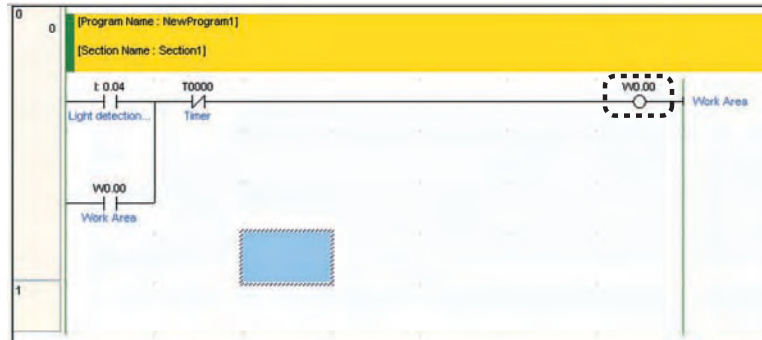 0
0
[Program Name : NewProgram1]
[Section Name : Section1]
I: 0.04
T0000
W0.00
Light detection...
Timer
Work Area
W0.00
Work Area
1